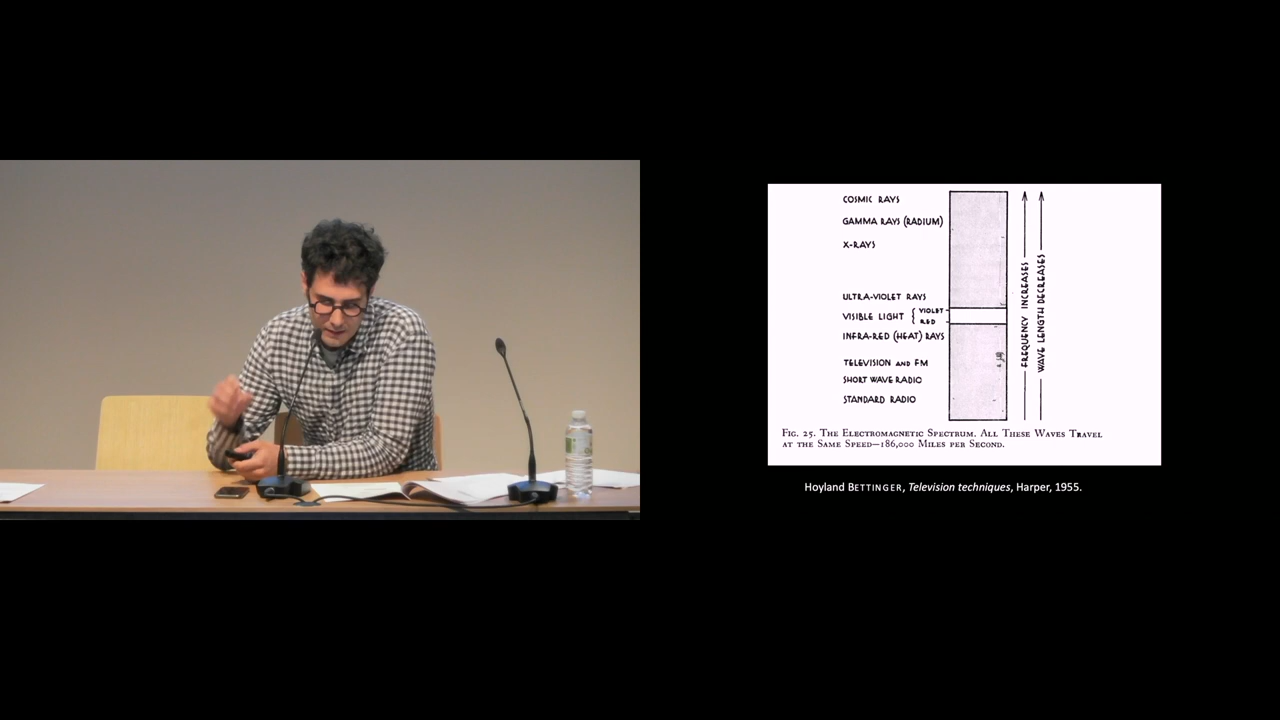 COSMIC RAYS
GAMMA RAYS (RADIUM)
X-RAYS
ULTRA-VIOLET RAYS
VISIBLE LIGHT { VIOLET
RED
INFRA-RED (HEAT) RAYS
TELEVISION AND FM
SHORT WAVE RADIO
STANDARD RADIO
FREQUENCY INCREASES
WAVE LENGTH DECREASES
FIG. 25. THE ELECTROMAGNETIC SPECTRUM. ALL THESE WAVES TRAVEL
AT THE SAME SPEED—186,000 MILES PER SECOND.
Hoyland BETTINGER, Television techniques, Harper, 1955.